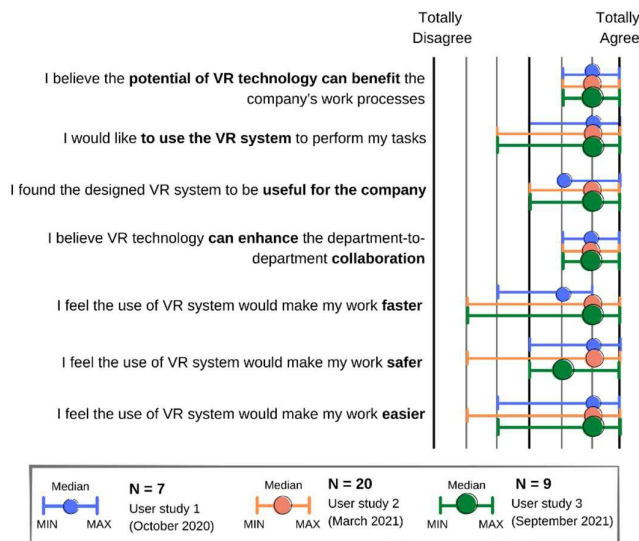 Totally
Disagree
Totally
Agree
I believe the potential of VR technology can benefit the
company's work processes
I would like to use the VR system to perform my tasks
I found the designed VR system to be useful for the company
I believe VR technology can enhance the department-to-
department collaboration
I feel the use of VR system would make my work faster
I feel the use of VR system would make my work safer
I feel the use of VR system would make my work easier
Median
MIN MAX
N = 7
User study 1
(October 2020)
Median
MIN MAX
N = 20
User study 2
(March 2021)
Median
MIN MAX
N = 9
User study 3
(September 2021)